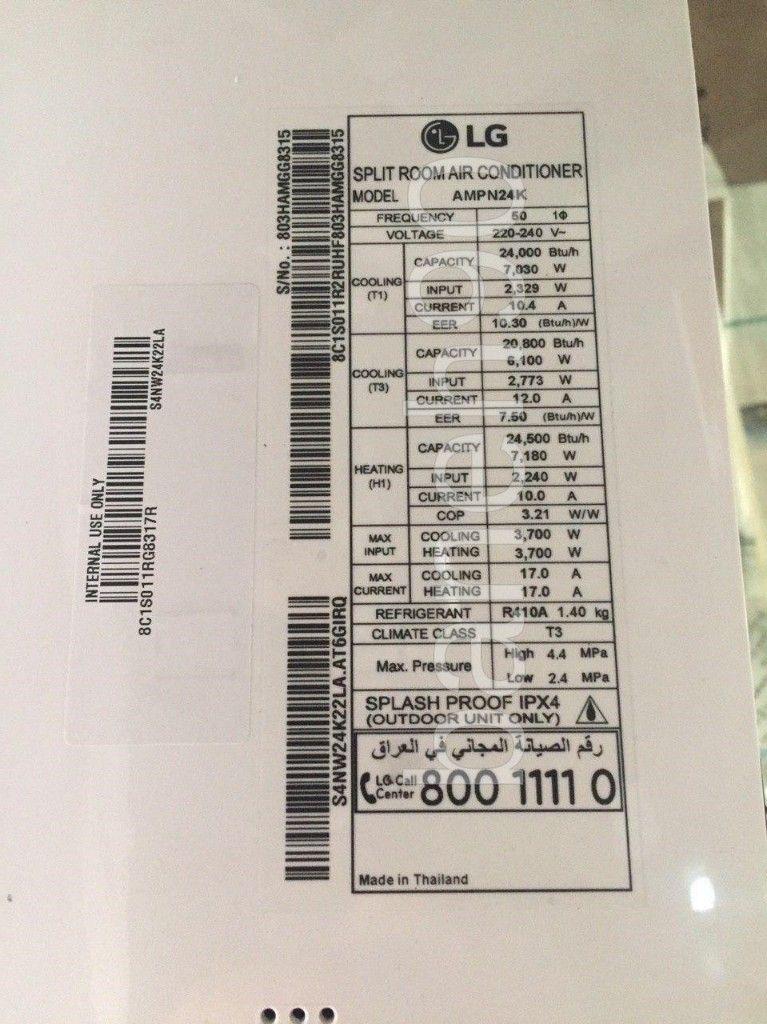 LG
SPLIT ROOM AIR CONDITIONER
MODEL AMPN24K
FREQUENCY 50 1Φ
VOLTAGE 220-240 V~
COOLING (T1)
CAPACITY 24,000 Btu/h
7,030 W
INPUT 2,329 W
CURRENT 10.4 A
EER 10.30 (Btu/h)/W
COOLING (T3)
CAPACITY 20,800 Btu/h
6,100 W
INPUT 2,773 W
CURRENT 12.0 A
EER 7.50 (Btu/h)/W
HEATING (H1)
CAPACITY 24,500 Btu/h
7,180 W
INPUT 2,240 W
CURRENT 10.0 A
COP 3.21 W/W
MAX INPUT
COOLING 3,700 W
HEATING 3,700 W
MAX CURRENT
COOLING 17.0 A
HEATING 17.0 A
REFRIGERANT R410A 1.40 kg
CLIMATE CLASS T3
Max. Pressure
High 4.4 MPa
Low 2.4 MPa
SPLASH PROOF IPX4
(OUTDOOR UNIT ONLY)
رقم الصيانة المجاني في العراق
LG Call Center 800 1111 0
Made in Thailand
S/No. : 803HAMGG8315
8C1S011R2RUHF803HAMGG8315
S4NW24K22LA.AT6GIRQ
INTERNAL USE ONLY
S4NW24K22LA
8C1S011RG8317R